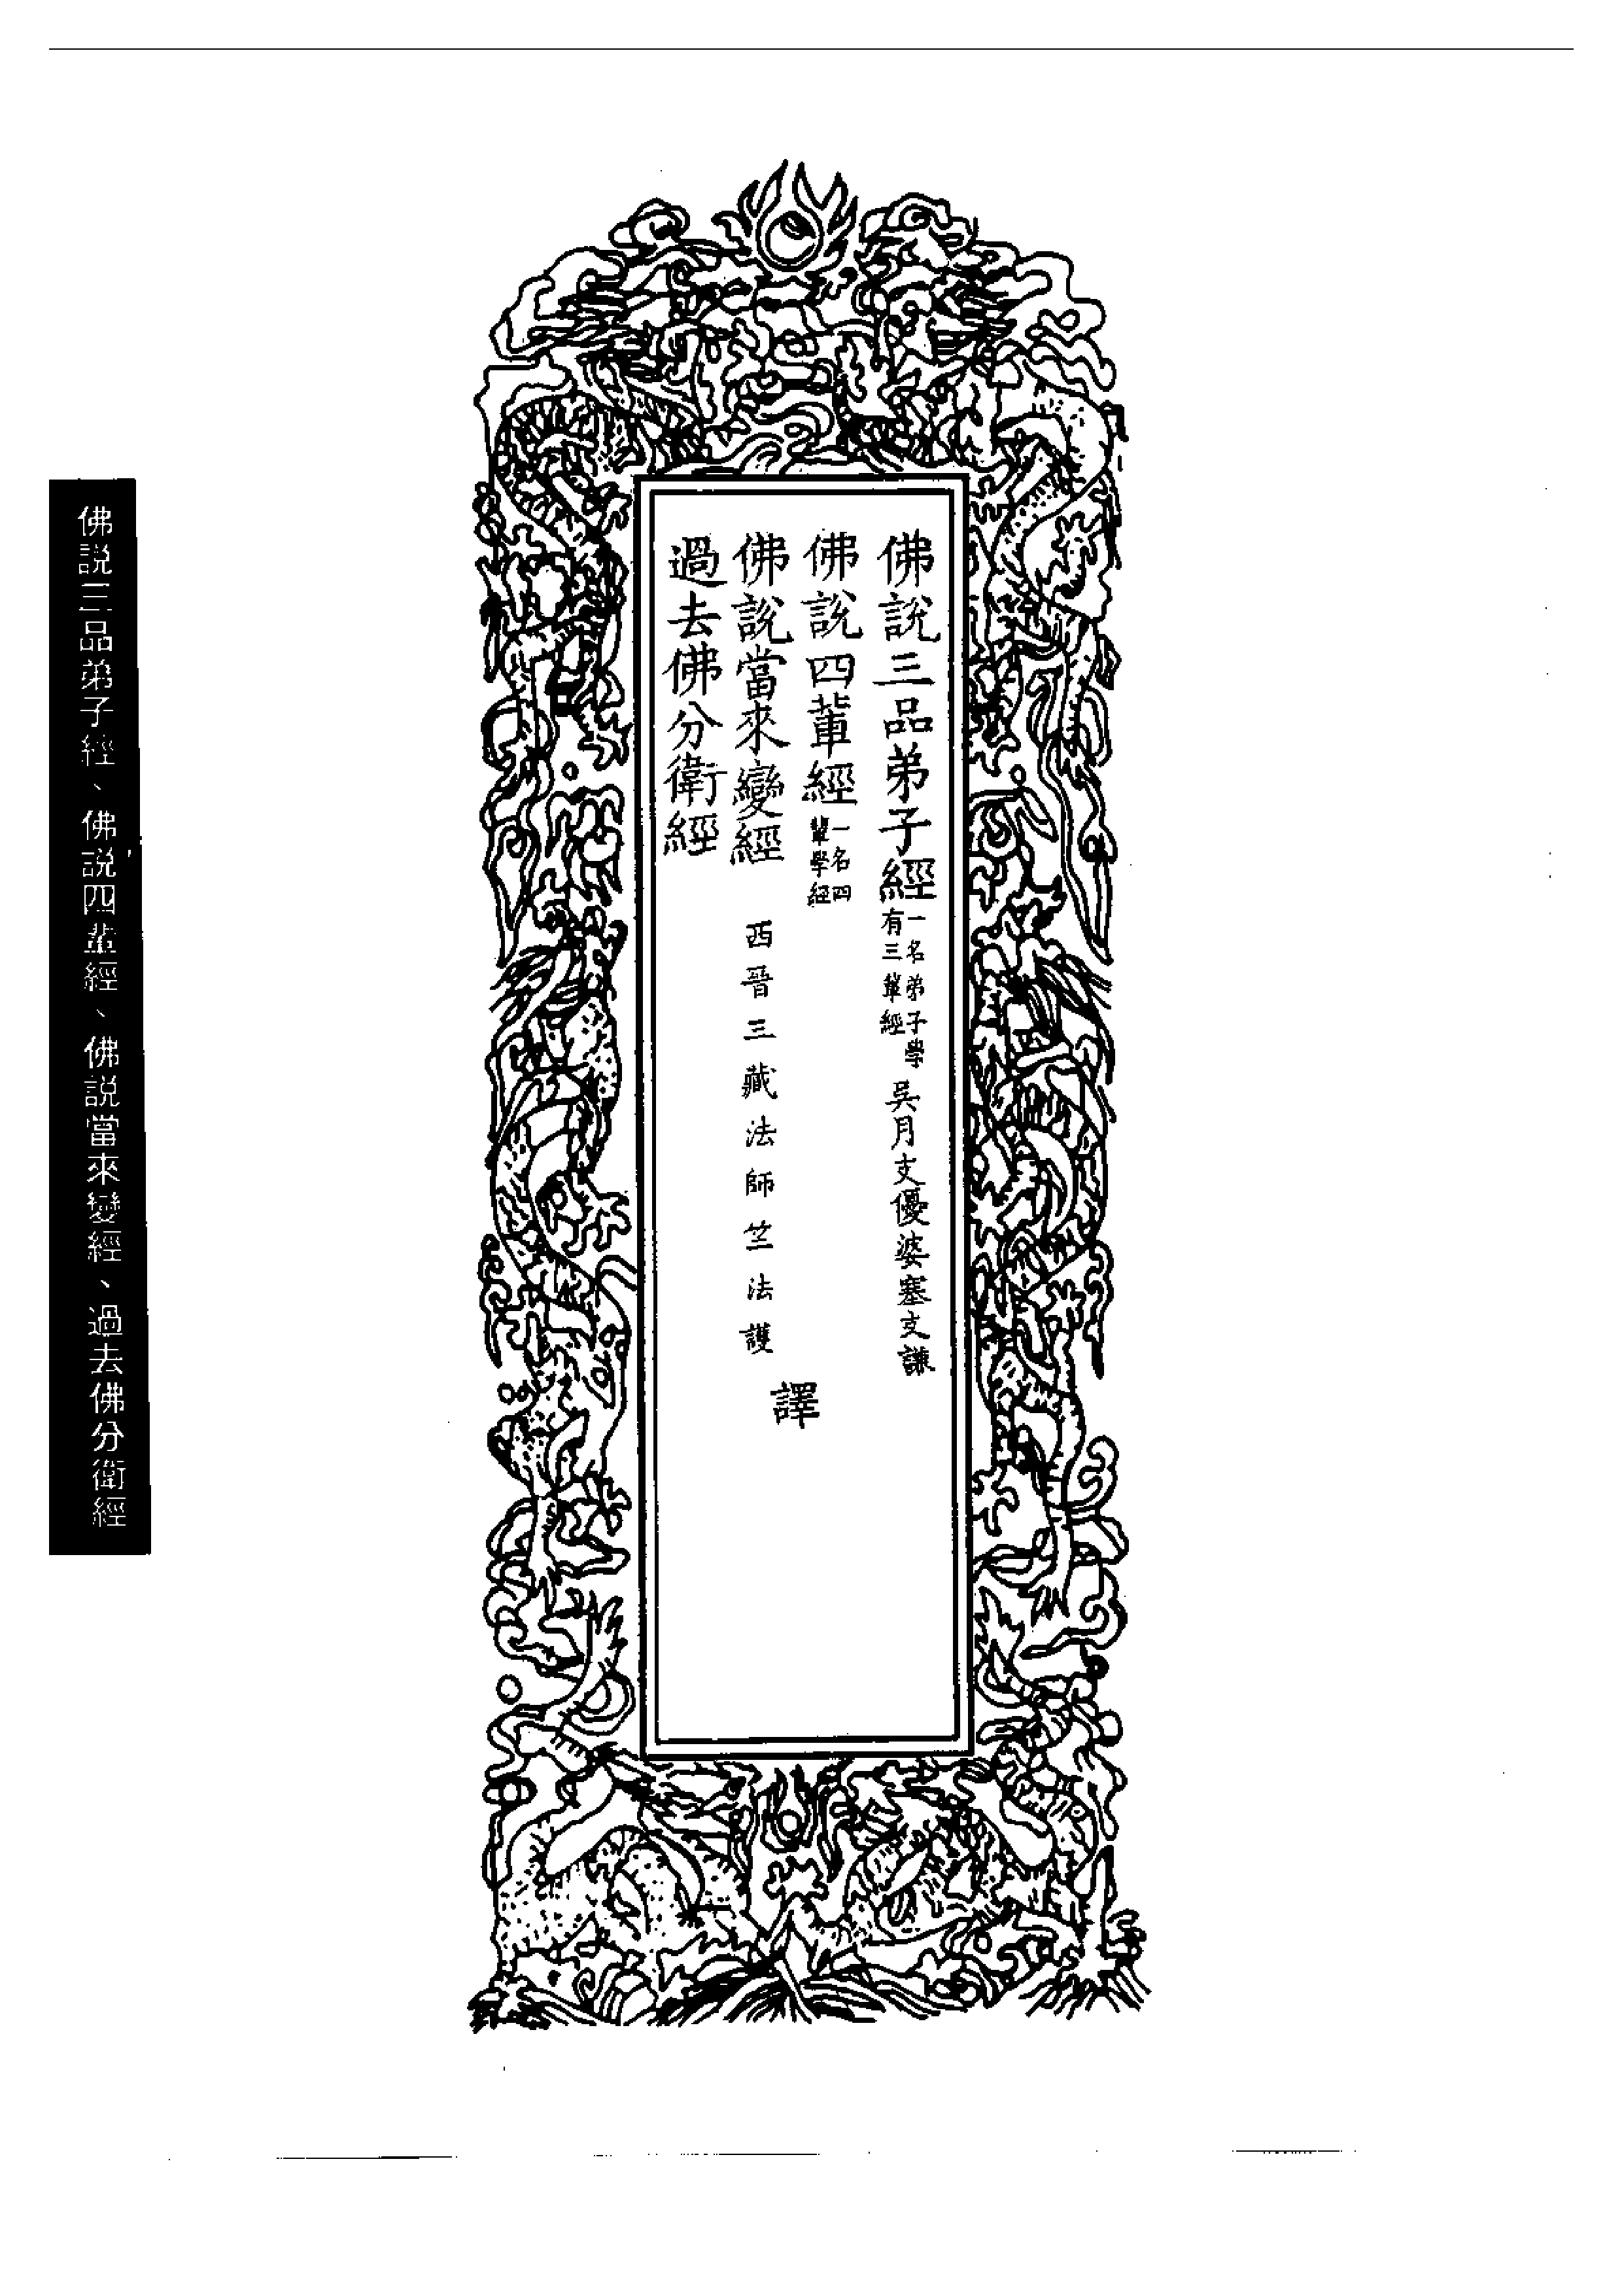 佛說三品弟子經一名弟子學有三輩經 吳月支優婆塞支謙
佛說四輩經一名四輩學經
佛說當來變經 西晉三藏法師竺法護
過去佛分衛經
譯
佛説三品弟子經、佛説四輩經、佛説當來變經、過去佛分衛經